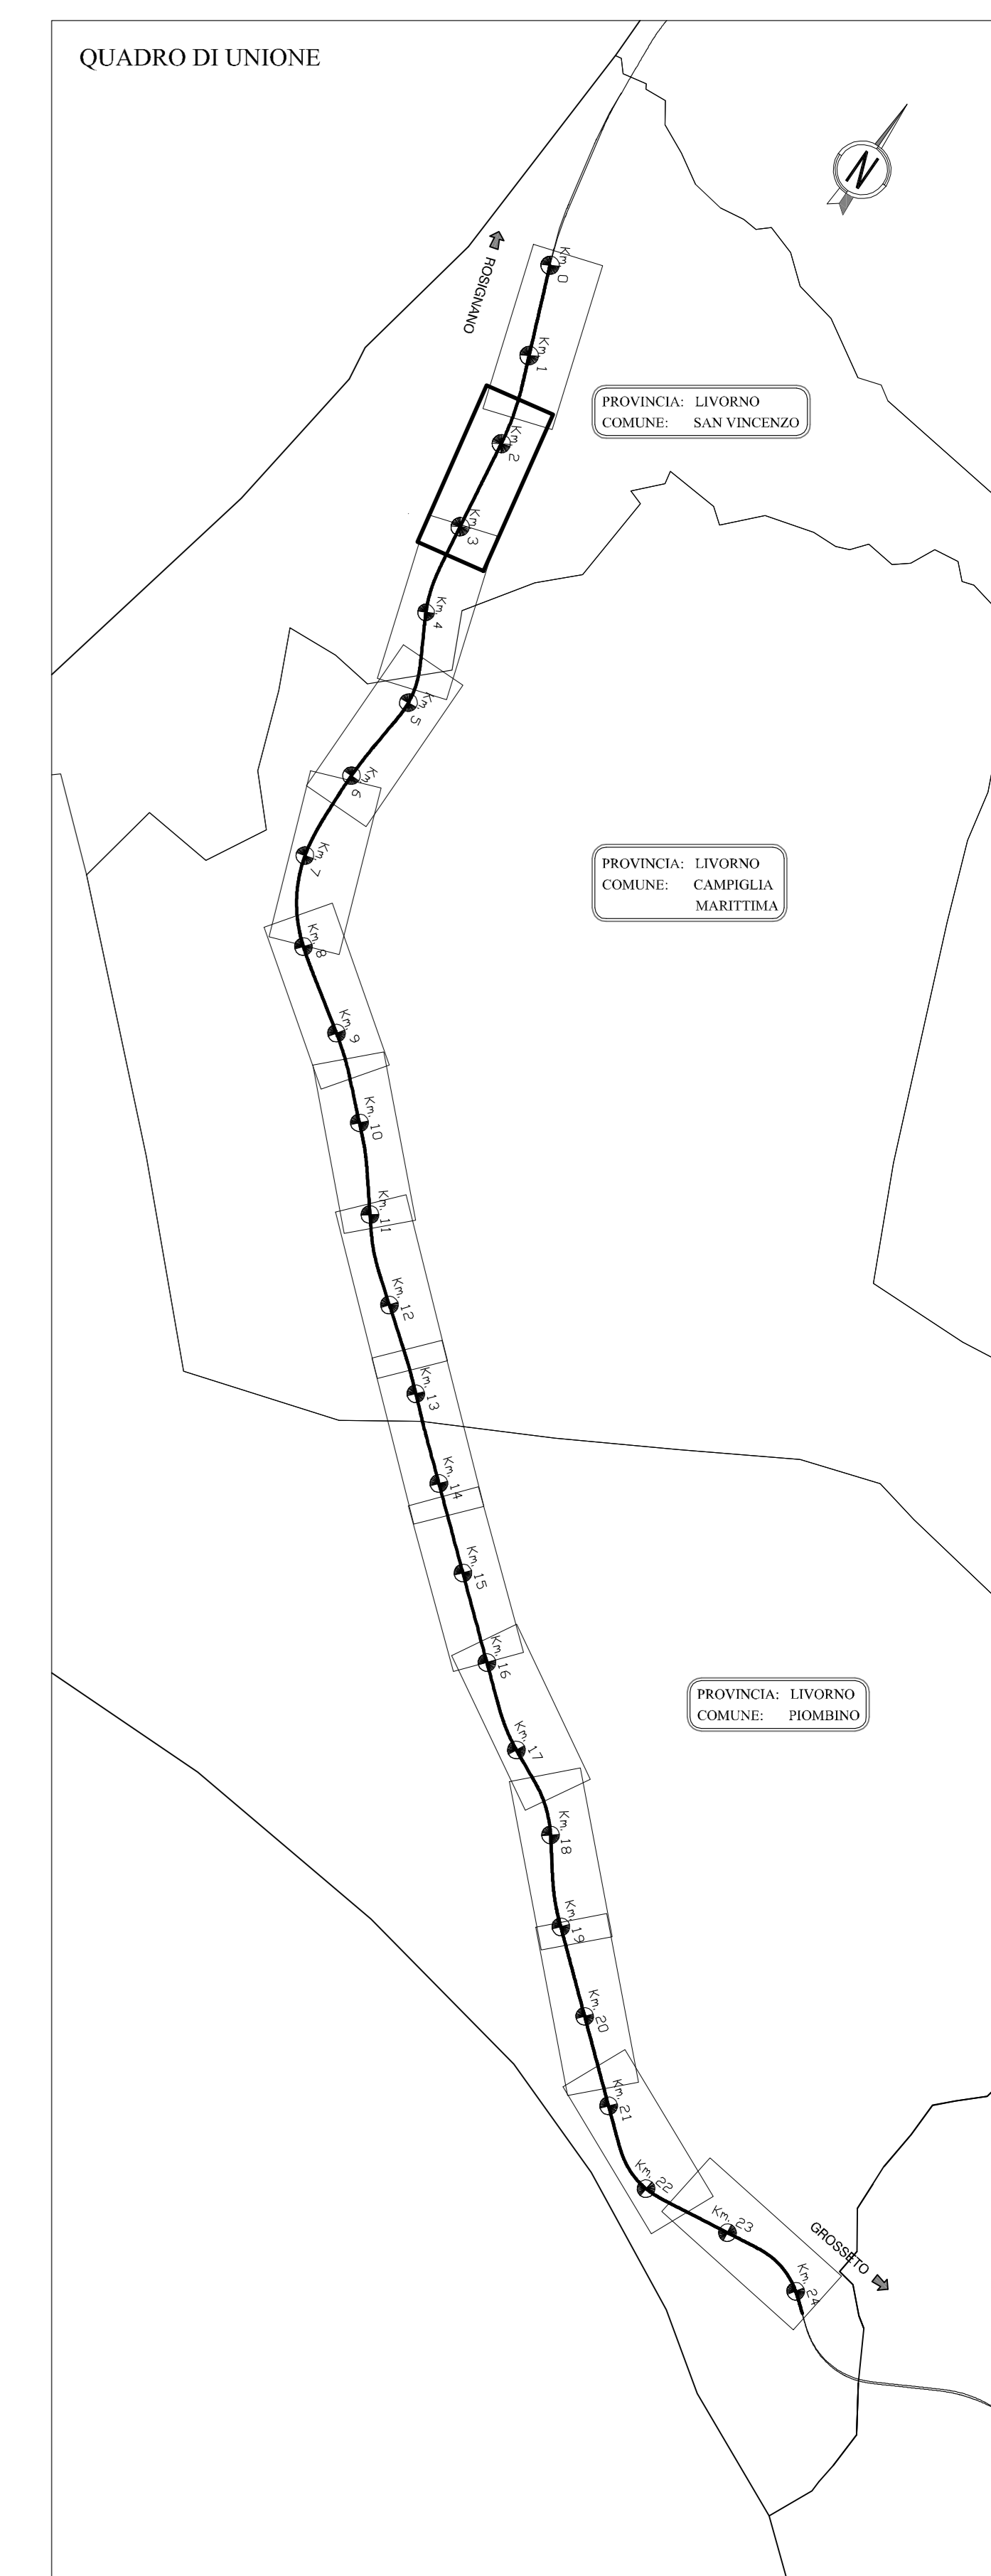 QUADRO DI UNIONE
N
ROSIGNANO
Km. 0
Km. 1
PROVINCIA: LIVORNO
COMUNE: SAN VINCENZO
Km. 2
Km. 3
Km. 4
Km. 5
Km. 6
Km. 7
PROVINCIA: LIVORNO
COMUNE: CAMPIGLIA
MARITTIMA
Km. 8
Km. 9
Km. 10
Km. 11
Km. 12
Km. 13
Km. 14
Km. 15
Km. 16
PROVINCIA: LIVORNO
COMUNE: PIOMBINO
Km. 17
Km. 18
Km. 19
Km. 20
Km. 21
Km. 22
Km. 23
GROSSETO
Km. 24